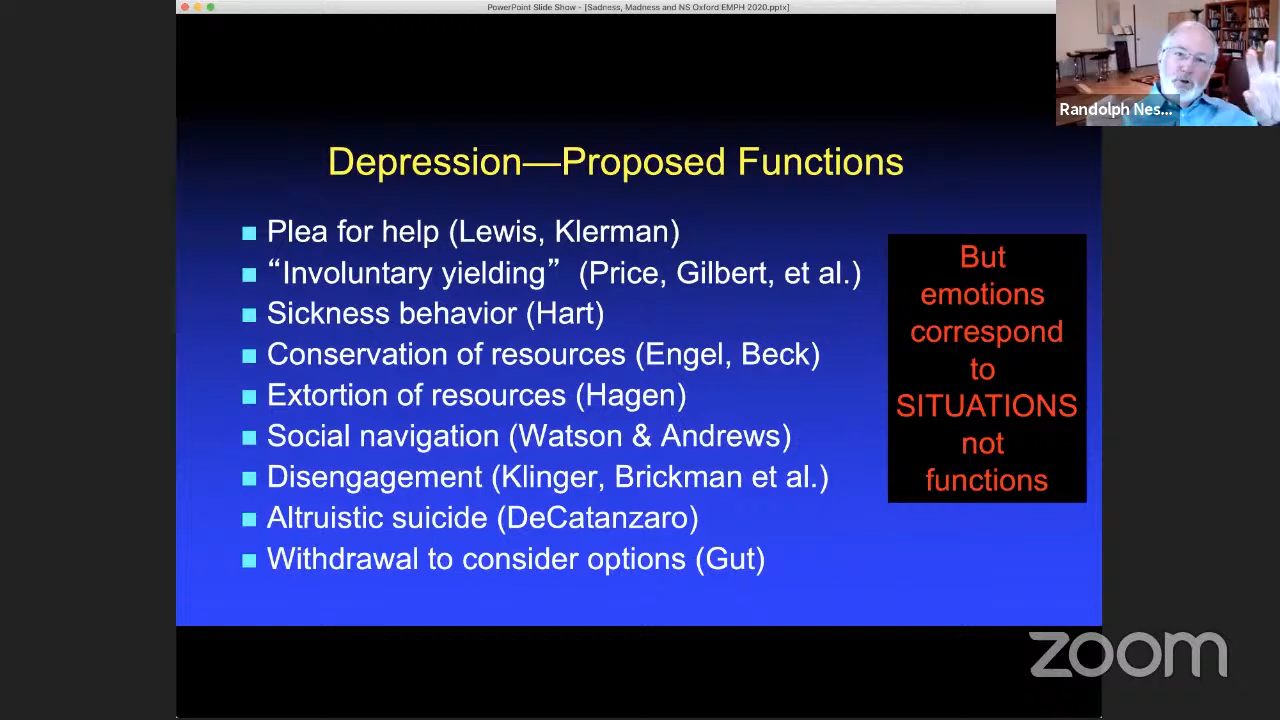 PowerPoint Slide Show - [Sadness, Madness and NS Oxford EMPH 2020.pptx]
Randolph Nes...
Depression—Proposed Functions
Plea for help (Lewis, Klerman)
“Involuntary yielding” (Price, Gilbert, et al.)
Sickness behavior (Hart)
Conservation of resources (Engel, Beck)
Extortion of resources (Hagen)
Social navigation (Watson & Andrews)
Disengagement (Klinger, Brickman et al.)
Altruistic suicide (DeCatanzaro)
Withdrawal to consider options (Gut)
But
emotions
correspond
to
SITUATIONS
not
functions
zoom